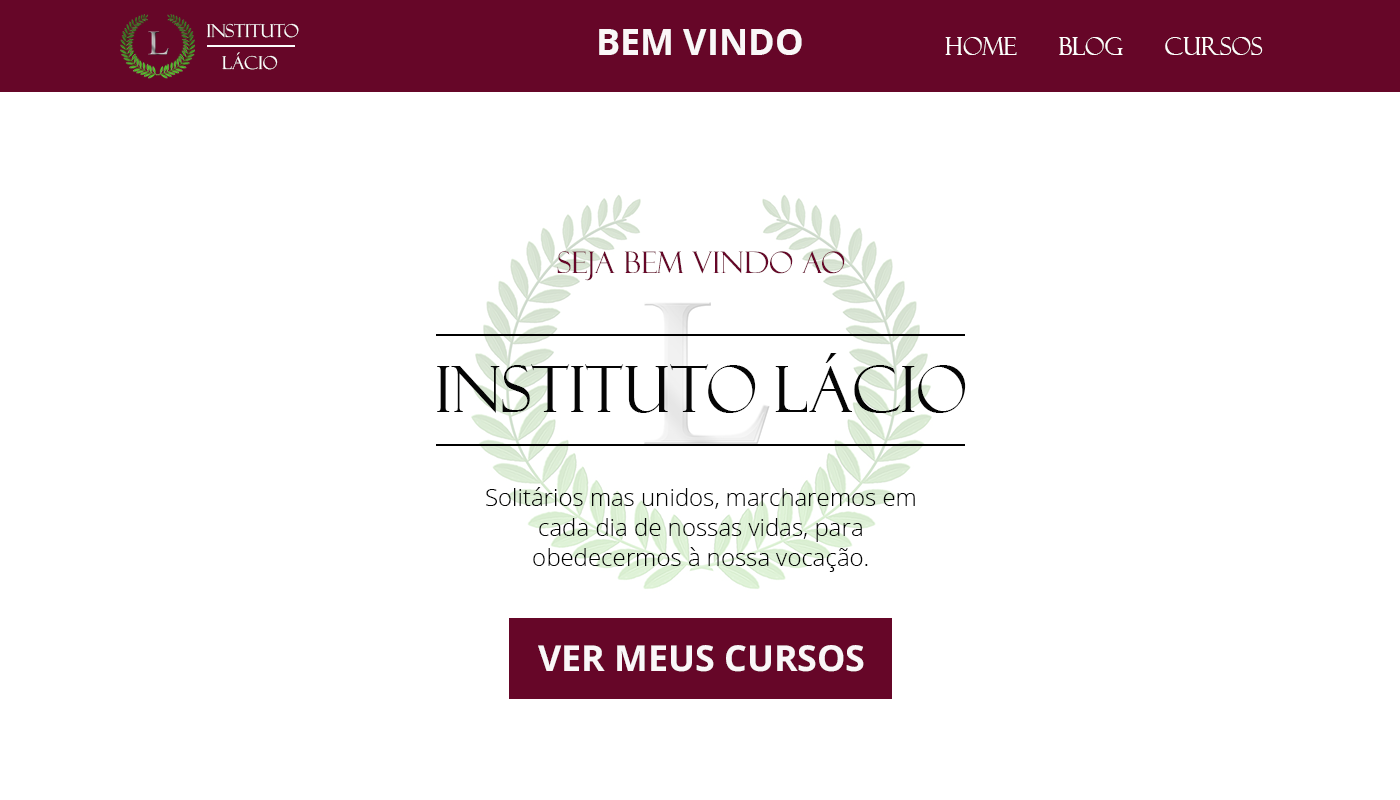 L
INSTITUTO
LÁCIO
BEM VINDO
HOME BLOG CURSOS
SEJA BEM VINDO AO
L
INSTITUTO LÁCIO
Solitários mas unidos, marcharemos em
cada dia de nossas vidas, para
obedecermos à nossa vocação.
VER MEUS CURSOS